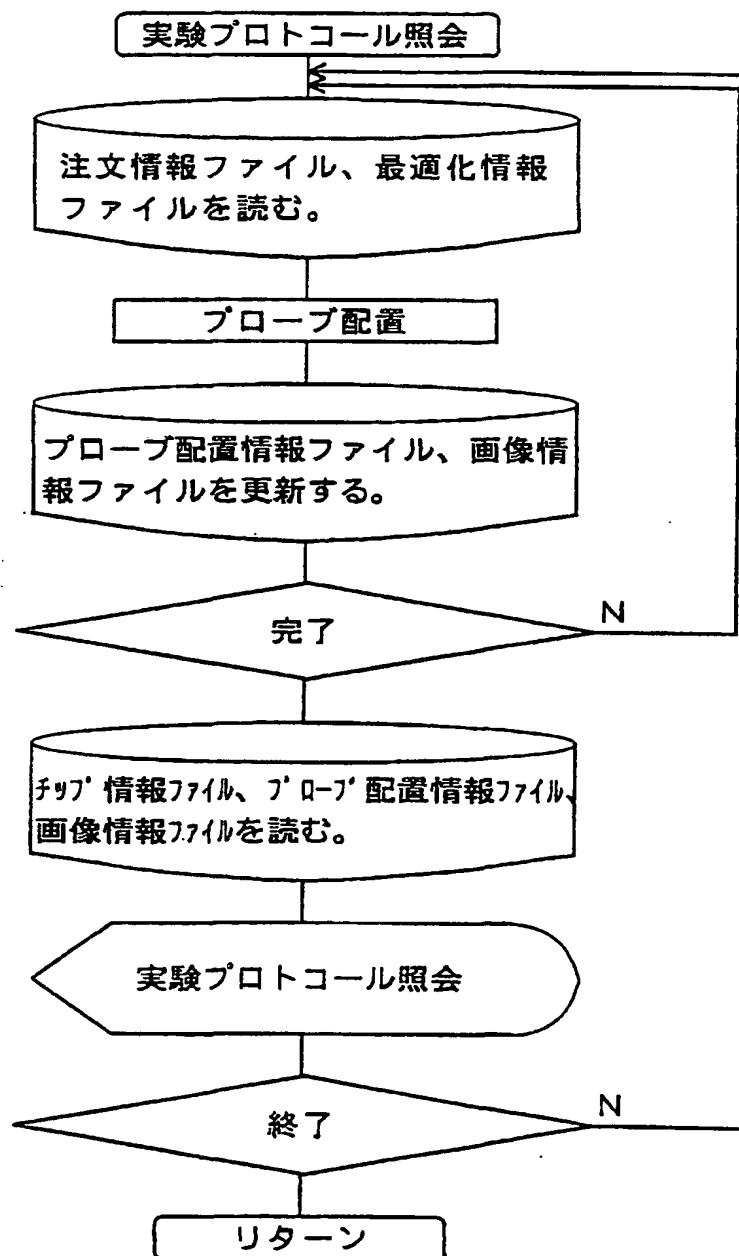 実験プロトコール照会
注文情報ファイル、最適化情報
ファイルを読む。
プローブ配置
プローブ配置情報ファイル、画像情
報ファイルを更新する。
完了
N
チップ情報ファイル、プローブ配置情報ファイル、
画像情報ファイルを読む。
実験プロトコール照会
終了
N
リターン